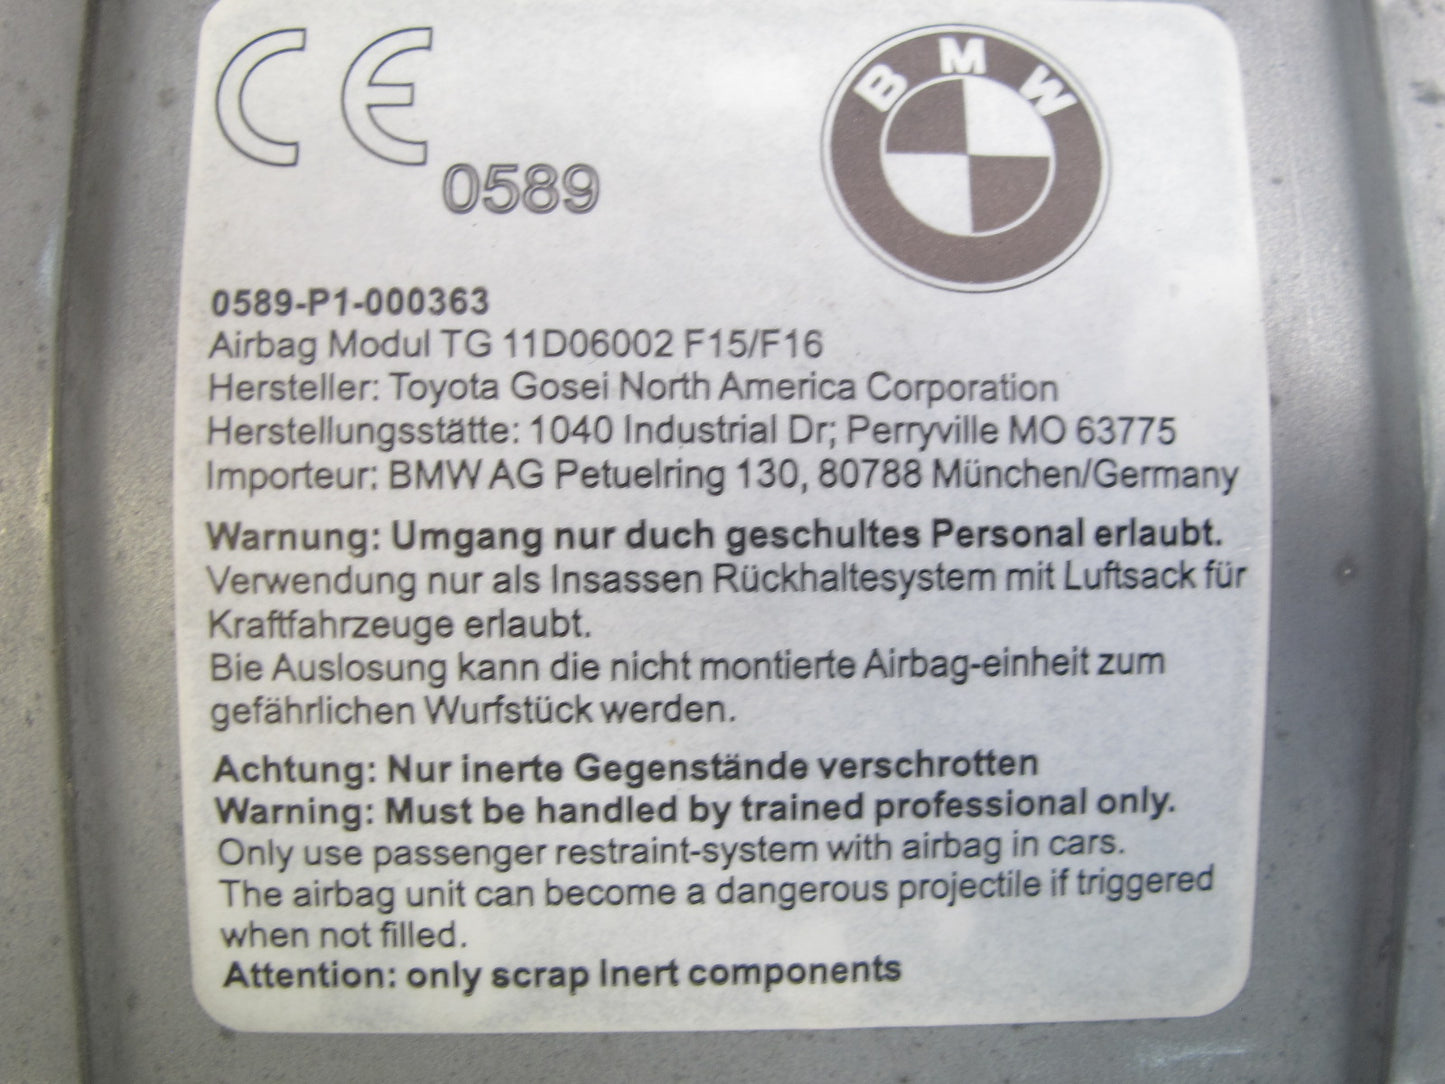 CE
0589
BMW
0589-P1-000363
Airbag Modul TG 11D06002 F15/F16
Hersteller: Toyota Gosei North America Corporation
Herstellungsstätte: 1040 Industrial Dr; Perryville MO 63775
Importeur: BMW AG Petuelring 130, 80788 München/Germany
Warnung: Umgang nur duch geschultes Personal erlaubt.
Verwendung nur als Insassen Rückhaltesystem mit Luftsack für
Kraftfahrzeuge erlaubt.
Bie Auslosung kann die nicht montierte Airbag-einheit zum
gefährlichen Wurfstück werden.
Achtung: Nur inerte Gegenstände verschrotten
Warning: Must be handled by trained professional only.
Only use passenger restraint-system with airbag in cars.
The airbag unit can become a dangerous projectile if triggered
when not filled.
Attention: only scrap Inert components